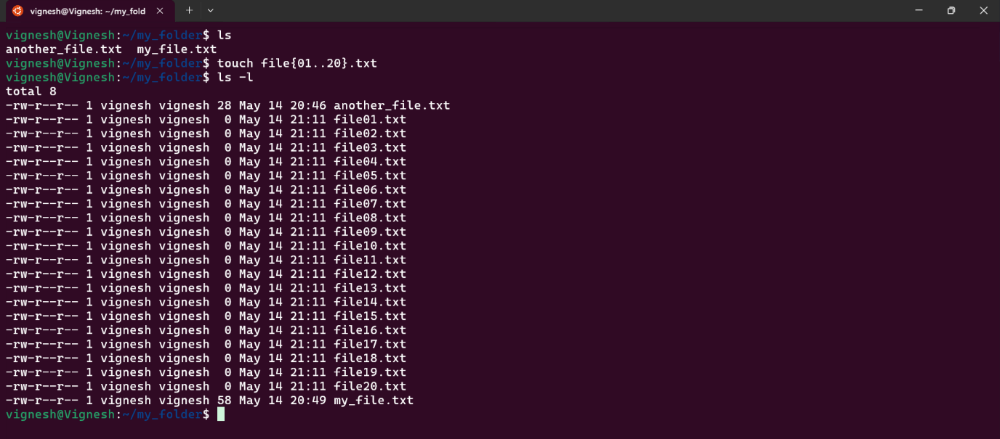 vignesh@Vignesh: ~/my_fold
vignesh@Vignesh:~/my_folder$ ls
another_file.txt  my_file.txt
vignesh@Vignesh:~/my_folder$ touch file{01..20}.txt
vignesh@Vignesh:~/my_folder$ ls -l
total 8
-rw-r--r-- 1 vignesh vignesh 28 May 14 20:46 another_file.txt
-rw-r--r-- 1 vignesh vignesh  0 May 14 21:11 file01.txt
-rw-r--r-- 1 vignesh vignesh  0 May 14 21:11 file02.txt
-rw-r--r-- 1 vignesh vignesh  0 May 14 21:11 file03.txt
-rw-r--r-- 1 vignesh vignesh  0 May 14 21:11 file04.txt
-rw-r--r-- 1 vignesh vignesh  0 May 14 21:11 file05.txt
-rw-r--r-- 1 vignesh vignesh  0 May 14 21:11 file06.txt
-rw-r--r-- 1 vignesh vignesh  0 May 14 21:11 file07.txt
-rw-r--r-- 1 vignesh vignesh  0 May 14 21:11 file08.txt
-rw-r--r-- 1 vignesh vignesh  0 May 14 21:11 file09.txt
-rw-r--r-- 1 vignesh vignesh  0 May 14 21:11 file10.txt
-rw-r--r-- 1 vignesh vignesh  0 May 14 21:11 file11.txt
-rw-r--r-- 1 vignesh vignesh  0 May 14 21:11 file12.txt
-rw-r--r-- 1 vignesh vignesh  0 May 14 21:11 file13.txt
-rw-r--r-- 1 vignesh vignesh  0 May 14 21:11 file14.txt
-rw-r--r-- 1 vignesh vignesh  0 May 14 21:11 file15.txt
-rw-r--r-- 1 vignesh vignesh  0 May 14 21:11 file16.txt
-rw-r--r-- 1 vignesh vignesh  0 May 14 21:11 file17.txt
-rw-r--r-- 1 vignesh vignesh  0 May 14 21:11 file18.txt
-rw-r--r-- 1 vignesh vignesh  0 May 14 21:11 file19.txt
-rw-r--r-- 1 vignesh vignesh  0 May 14 21:11 file20.txt
-rw-r--r-- 1 vignesh vignesh 58 May 14 20:49 my_file.txt
vignesh@Vignesh:~/my_folder$